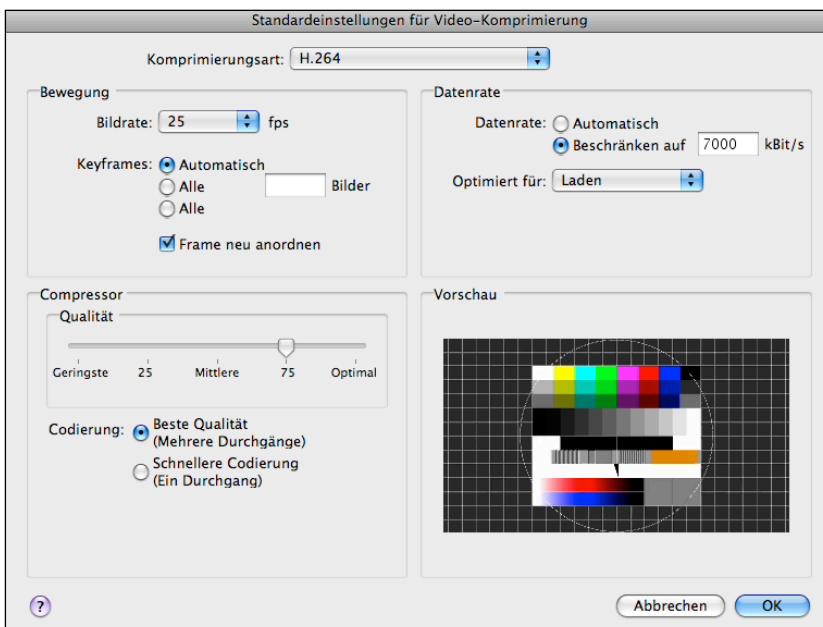 Standardeinstellungen für Video-Komprimierung
Komprimierungsart: H.264
Bewegung
Bildrate: 25 fps
Keyframes: Automatisch
Alle Bilder
Alle
Frame neu anordnen
Datenrate
Datenrate: Automatisch
Beschränken auf 7000 kBit/s
Optimiert für: Laden
Compressor
Qualität
Geringste 25 Mittlere 75 Optimal
Codierung: Beste Qualität
(Mehrere Durchgänge)
Schnellere Codierung
(Ein Durchgang)
Vorschau
? Abbrechen OK